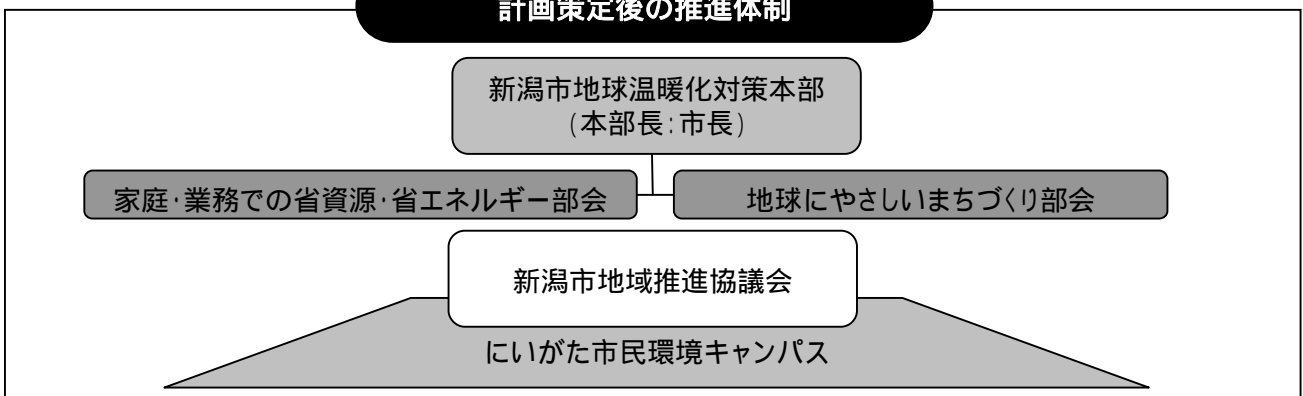 計画策定後の推進体制
新潟市地球温暖化対策本部
(本部長:市長)
家庭・業務での省資源・省エネルギー部会
地球にやさしいまちづくり部会
新潟市地域推進協議会
にいがた市民環境キャンパス